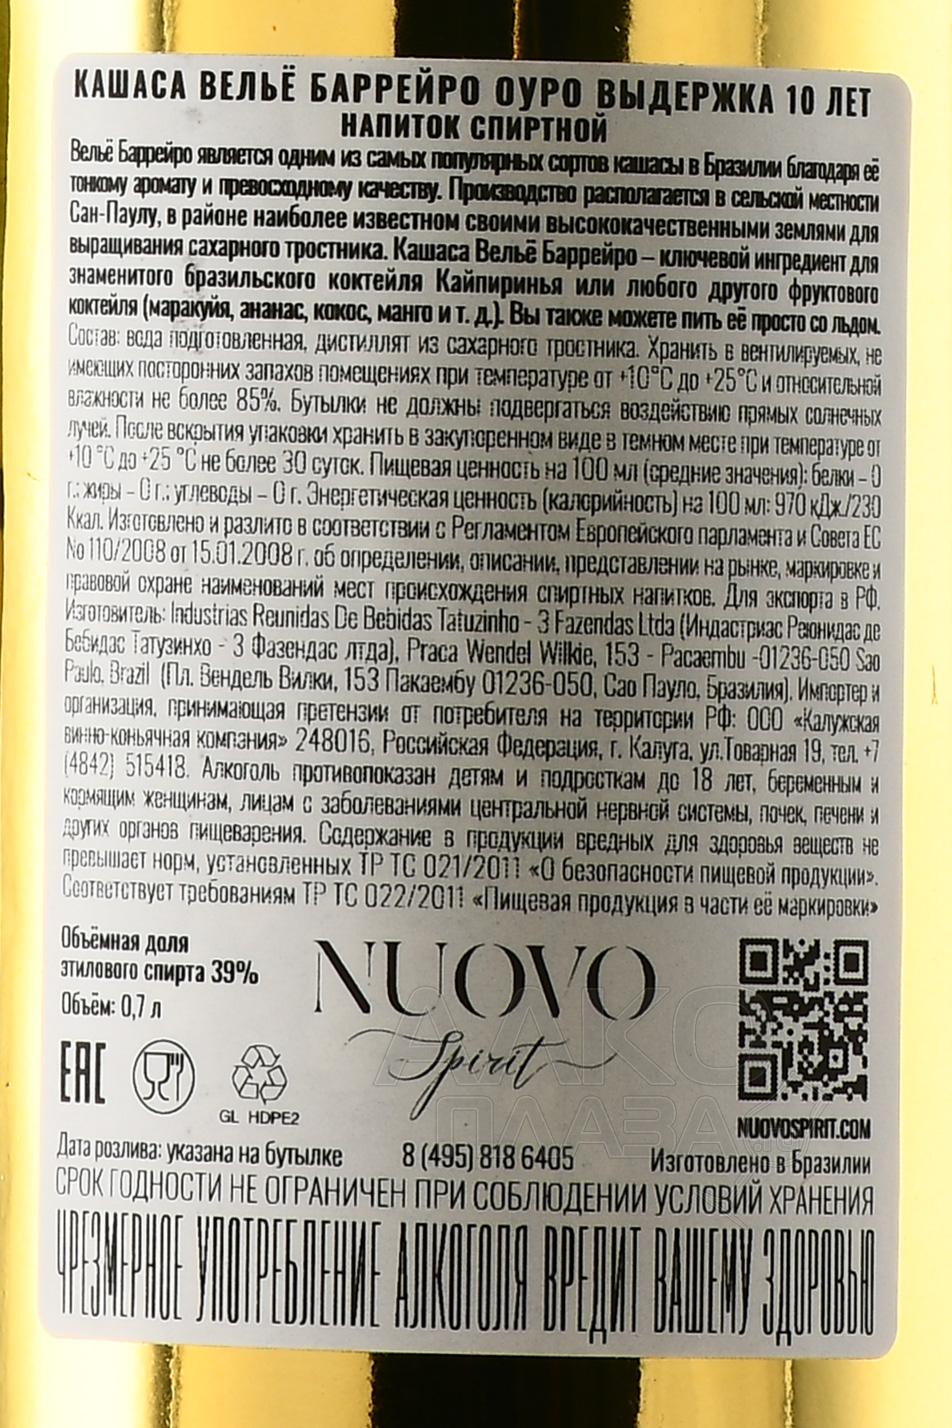 КАШАСА ВЕЛЬЁ БАРРЕЙРО ОУРО ВЫДЕРЖКА 10 ЛЕТ
НАПИТОК СПИРТНОЙ
Вельё Баррейро является одним из самых популярных сортов кашасы в Бразилии благодаря её
тонкому аромату и превосходному качеству. Производство располагается в сельской местности
Сан-Паулу, в районе наиболее известном своими высококачественными землями для
выращивания сахарного тростника. Кашаса Вельё Баррейро – ключевой ингредиент для
знаменитого бразильского коктейля Кайпиринья или любого другого фруктового
коктейля (маракуйя, ананас, кокос, манго и т. д.). Вы также можете пить её просто со льдом.
Состав: вода подготовленная, дистиллят из сахарного тростника. Хранить в вентилируемых, не
имеющих посторонних запахов помещениях при температуре от +10°С до +25°С и относительной
влажности не более 85%. Бутылки не должны подвергаться воздействию прямых солнечных
лучей. После вскрытия упаковки хранить в закупоренном виде в темном месте при температуре от
+10 °С до +25 °С не более 30 суток. Пищевая ценность на 100 мл (средние значения): белки – 0
г.; жиры – 0 г.; углеводы – 0 г. Энергетическая ценность (калорийность) на 100 мл: 970 кДж/230
Ккал. Изготовлено и разлито в соответствии с Регламентом Европейского парламента и Совета ЕС
No 110/2008 от 15.01.2008 г. об определении, описании, представлении на рынке, маркировке и
правовой охране наименований мест происхождения спиртных напитков. Для экспорта в РФ.
Изготовитель: Industrias Reunidas De Bebidas Tatuzinho - 3 Fazendas Ltda (Индастриас Реюнидас де
Бебидас Татузинхо - 3 Фазендас лтда), Praca Wendel Wilkie, 153 - Pacaembu -01236-050 Sao
Paulo, Brazil (Пл. Вендель Вилки, 153 Пакаембу 01236-050, Сао Пауло, Бразилия). Импортер и
организация, принимающая претензии от потребителя на территории РФ: ООО «Калужская
винно-коньячная компания» 248016, Российская Федерация, г. Калуга, ул.Товарная 19, тел. +7
(4842) 515418. Алкоголь противопоказан детям и подросткам до 18 лет, беременным и
кормящим женщинам, лицам с заболеваниями центральной нервной системы, почек, печени и
других органов пищеварения. Содержание в продукции вредных для здоровья веществ не
превышает норм, установленных ТР ТС 021/2011 «О безопасности пищевой продукции».
Соответствует требованиям ТР ТС 022/2011 «Пищевая продукция в части её маркировки»
Объёмная доля
этилового спирта 39%
Объём: 0,7 л
NUOVO
Spirit
АЛКО
ПЛАЗА
EAC
GL HDPE2
NUOVOSPIRIT.COM
Дата розлива: указана на бутылке 8 (495) 818 6405 Изготовлено в Бразилии
СРОК ГОДНОСТИ НЕ ОГРАНИЧЕН ПРИ СОБЛЮДЕНИИ УСЛОВИЙ ХРАНЕНИЯ
ЧРЕЗМЕРНОЕ УПОТРЕБЛЕНИЕ АЛКОГОЛЯ ВРЕДИТ ВАШЕМУ ЗДОРОВЬЮ